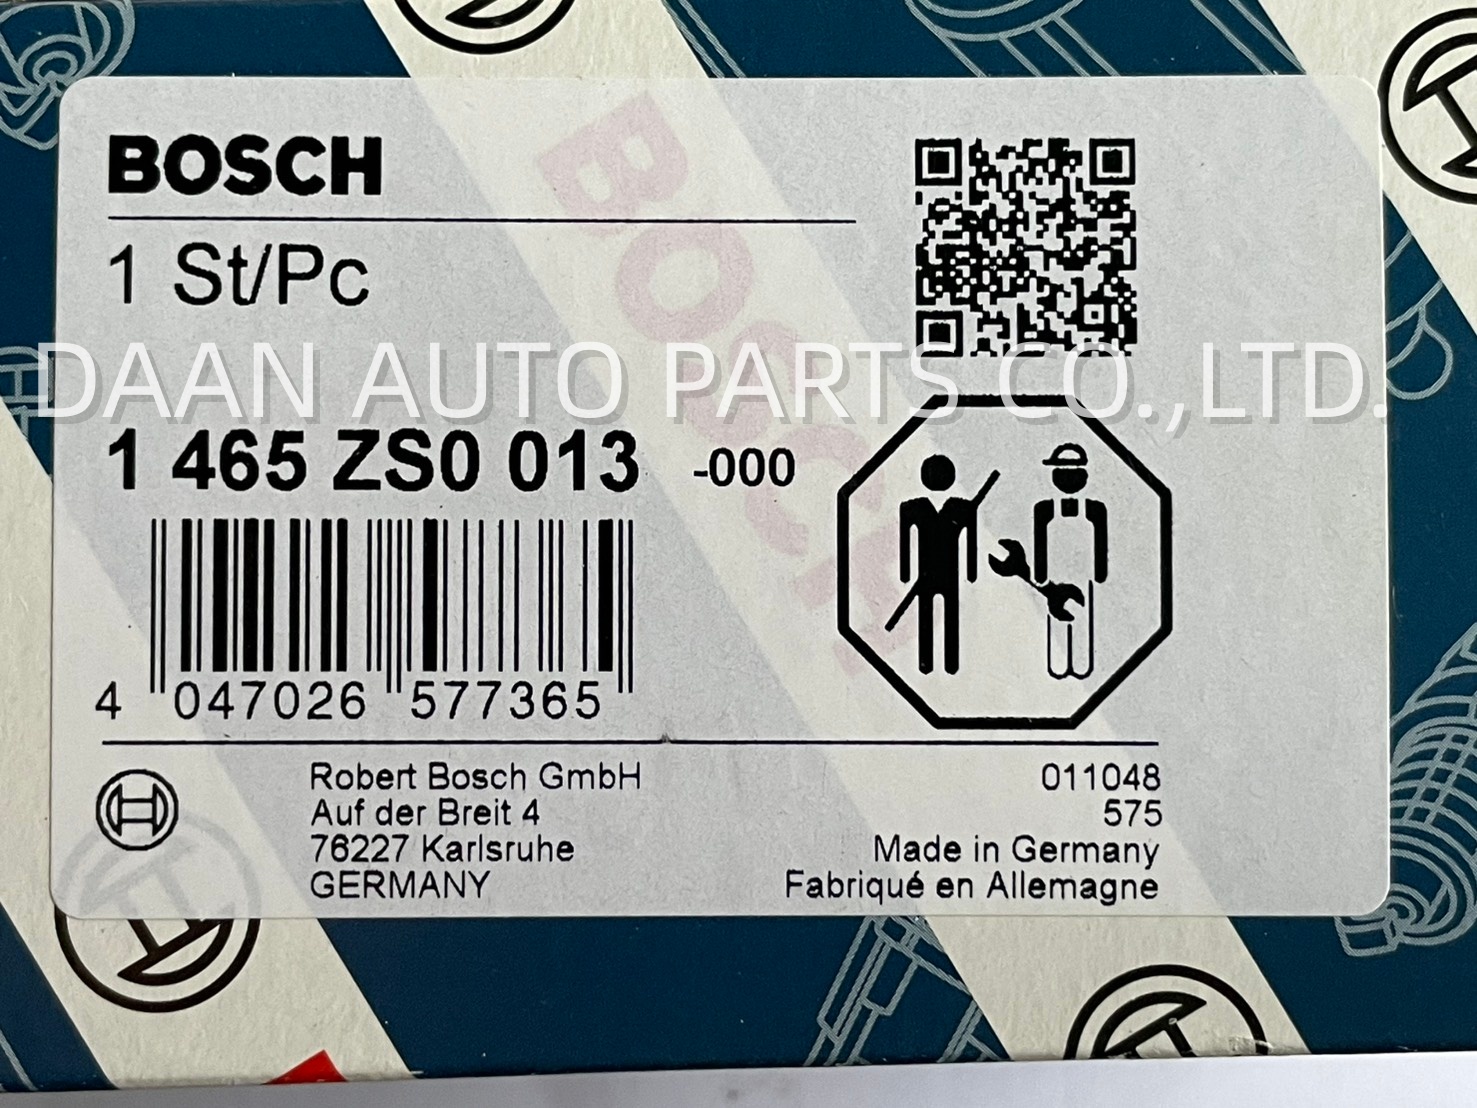 BOSCH
1 St/Pc
DAAN AUTO PARTS CO.,LTD.
1 465 ZS0 013 -000
4 047026 577365
Robert Bosch GmbH
Auf der Breit 4
76227 Karlsruhe
GERMANY
011048
575
Made in Germany
Fabriqué en Allemagne
BOSCH